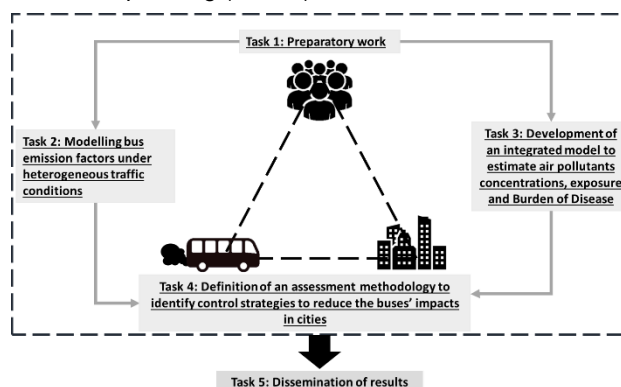 Task 1: Preparatory work
Task 2: Modelling bus
emission factors under
heterogeneous traffic
conditions
Task 3: Development of
an integrated model to
estimate air pollutants
concentrations, exposure
and Burden of Disease
Task 4: Definition of an assessment methodology to
identify control strategies to reduce the buses' impacts
in cities
Task 5: Dissemination of results